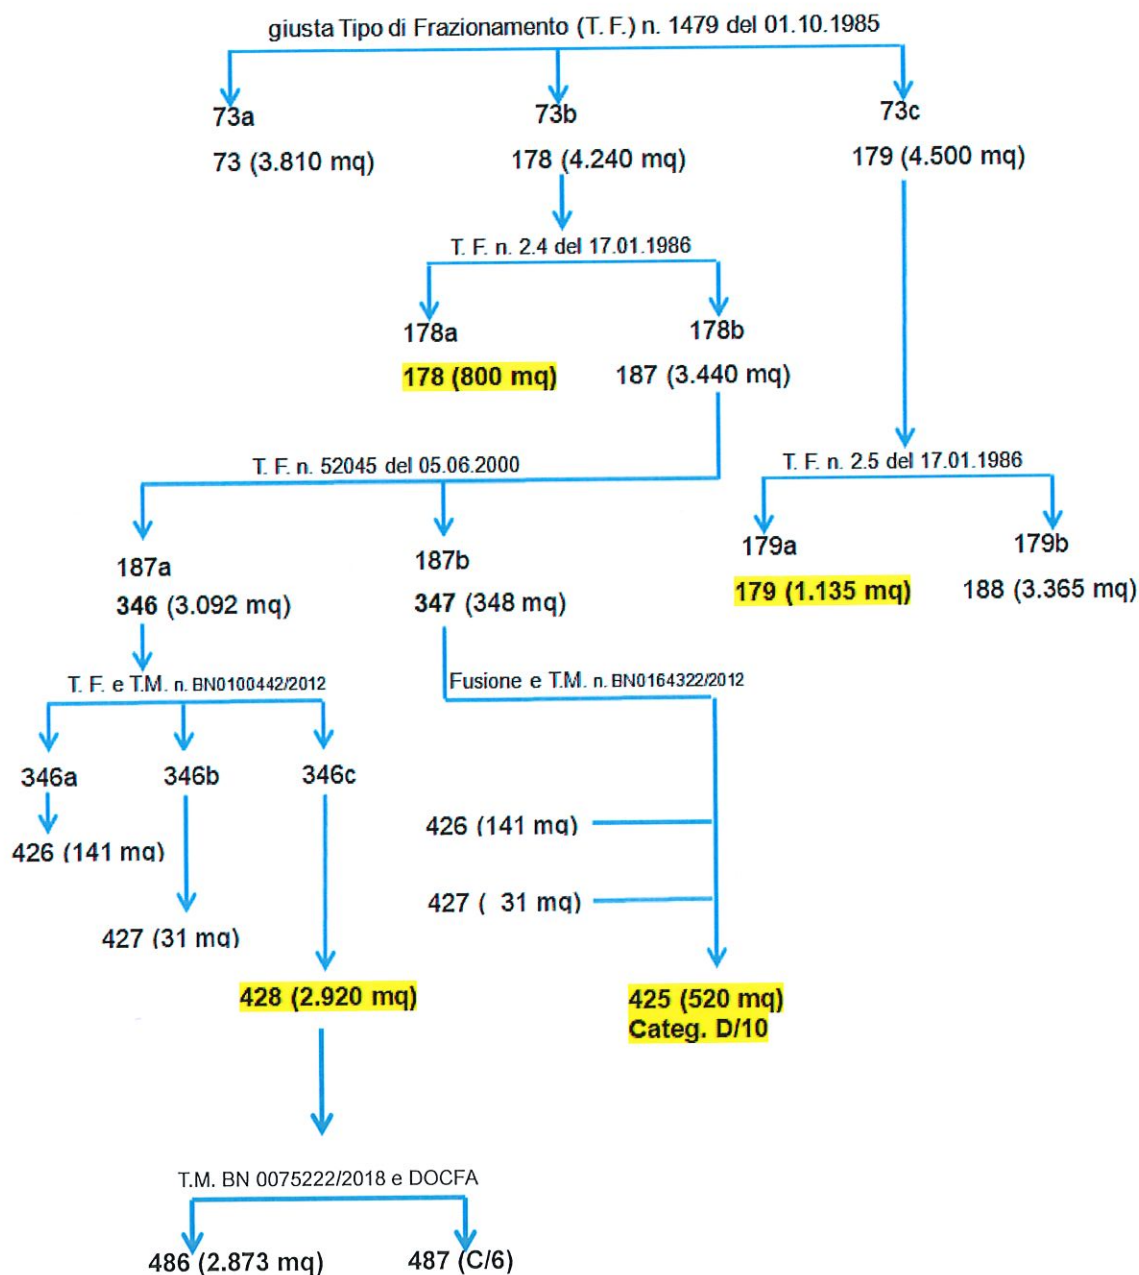 giusta Tipo di Frazionamento (T. F.) n. 1479 del 01.10.1985
73a
73b
73c
73 (3.810 mq)
178 (4.240 mq)
179 (4.500 mq)
T. F. n. 2.4 del 17.01.1986
178a
178b
178 (800 mq)
187 (3.440 mq)
T. F. n. 52045 del 05.06.2000
T. F. n. 2.5 del 17.01.1986
187a
187b
179a
179b
346 (3.092 mq)
347 (348 mq)
179 (1.135 mq)
188 (3.365 mq)
T. F. e T.M. n. BN0100442/2012
Fusione e T.M. n. BN0164322/2012
346a
346b
346c
426 (141 mq)
426 (141 mq)
427 ( 31 mq)
427 (31 mq)
428 (2.920 mq)
425 (520 mq)
Categ. D/10
T.M. BN 0075222/2018 e DOCFA
486 (2.873 mq)
487 (C/6)